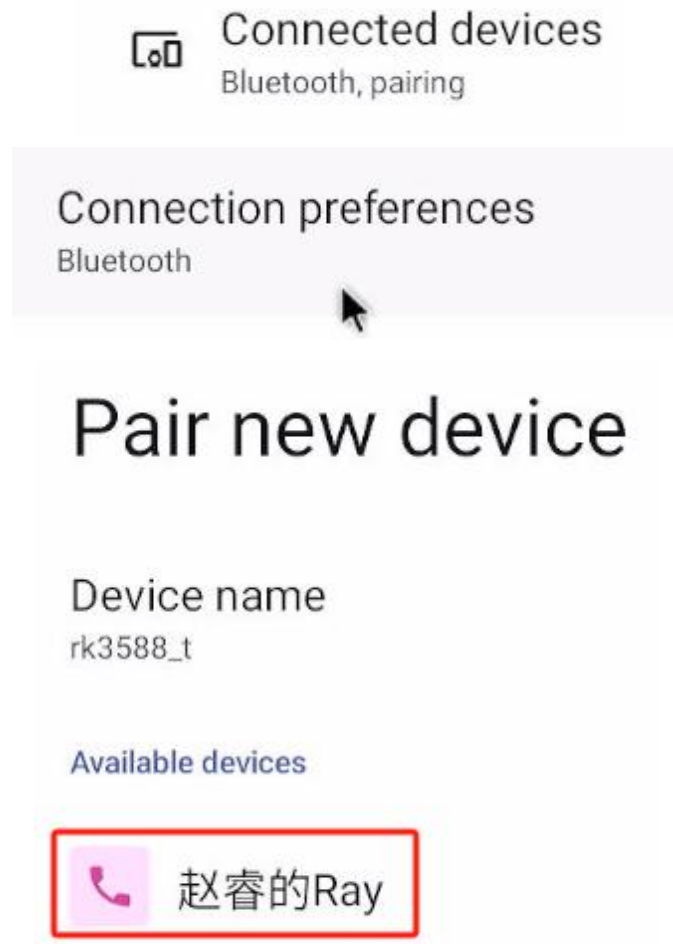 Connected devices
Bluetooth, pairing
Connection preferences
Bluetooth
Pair new device
Device name
rk3588_t
Available devices
赵睿的Ray